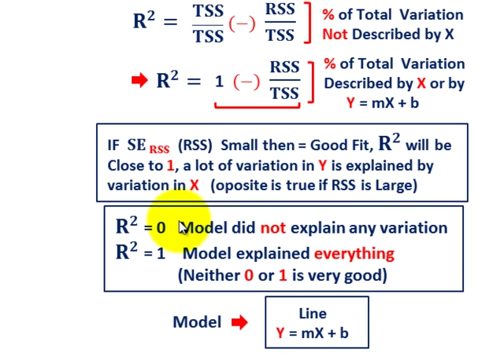 R² = TSS/TSS (−) RSS/TSS
% of Total Variation
Not Described by X
R² = 1 (−) RSS/TSS
% of Total Variation
Described by X or by
Y = mX + b
IF SE RSS (RSS) Small then = Good Fit, R² will be
Close to 1, a lot of variation in Y is explained by
variation in X (oposite is true if RSS is Large)
R² = 0 Model did not explain any variation
R² = 1 Model explained everything
(Neither 0 or 1 is very good)
Model
Line
Y = mX + b